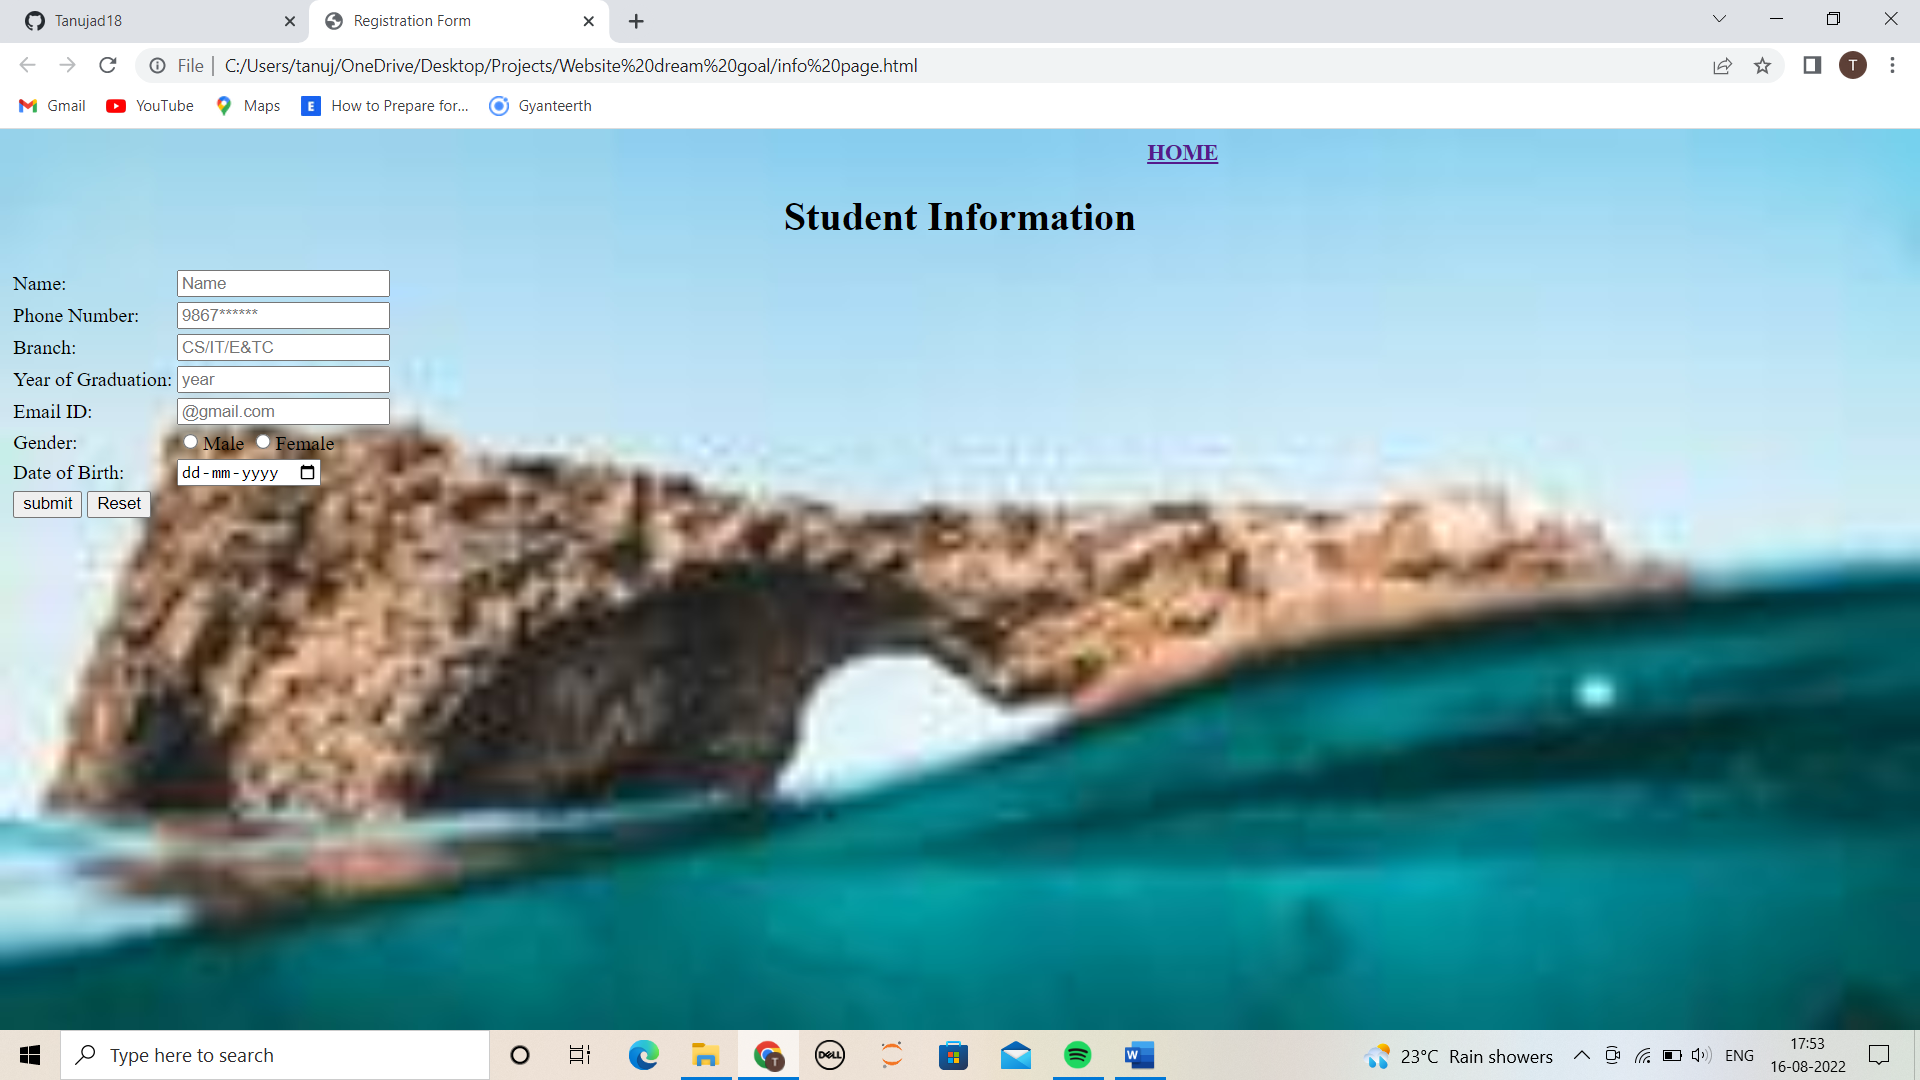 Tanujad18
Registration Form
File | C:/Users/tanuj/OneDrive/Desktop/Projects/Website%20dream%20goal/info%20page.html
T
Gmail YouTube Maps E How to Prepare for... Gyanteerth
HOME
Student Information
Name: Name
Phone Number: 9867******
Branch: CS/IT/E&TC
Year of Graduation: year
Email ID: @gmail.com
Gender: Male Female
Date of Birth: dd-mm-yyyy
submit Reset
Type here to search
T
DELL
W
23°C Rain showers
ENG
17:53
16-08-2022